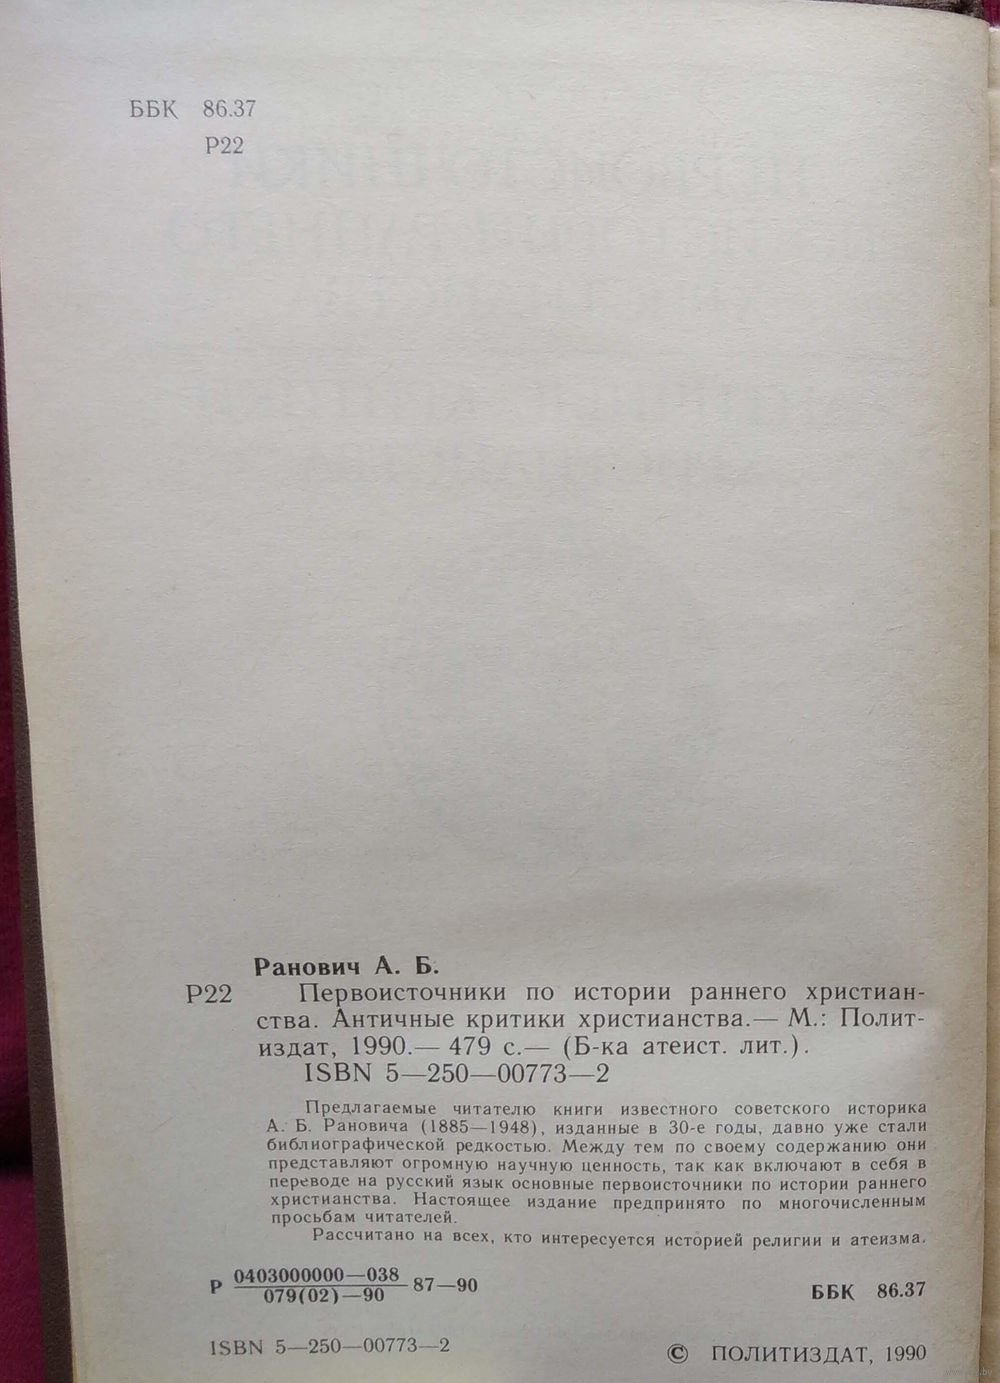 ББК 86.37
Р22
Ранович А. Б.
Р22 Первоисточники по истории раннего христиан-
ства. Античные критики христианства.— М.: Полит-
издат, 1990.— 479 с.— (Б-ка атеист. лит.).
ISBN 5—250—00773—2
Предлагаемые читателю книги известного советского историка
А. Б. Рановича (1885—1948), изданные в 30-е годы, давно уже стали
библиографической редкостью. Между тем по своему содержанию они
представляют огромную научную ценность, так как включают в себя в
переводе на русский язык основные первоисточники по истории раннего
христианства. Настоящее издание предпринято по многочисленным
просьбам читателей.
Рассчитано на всех, кто интересуется историей религии и атеизма.
Р 0403000000—038 87—90
079(02)—90
ББК 86.37
ISBN 5—250—00773—2
© ПОЛИТИЗДАТ, 1990